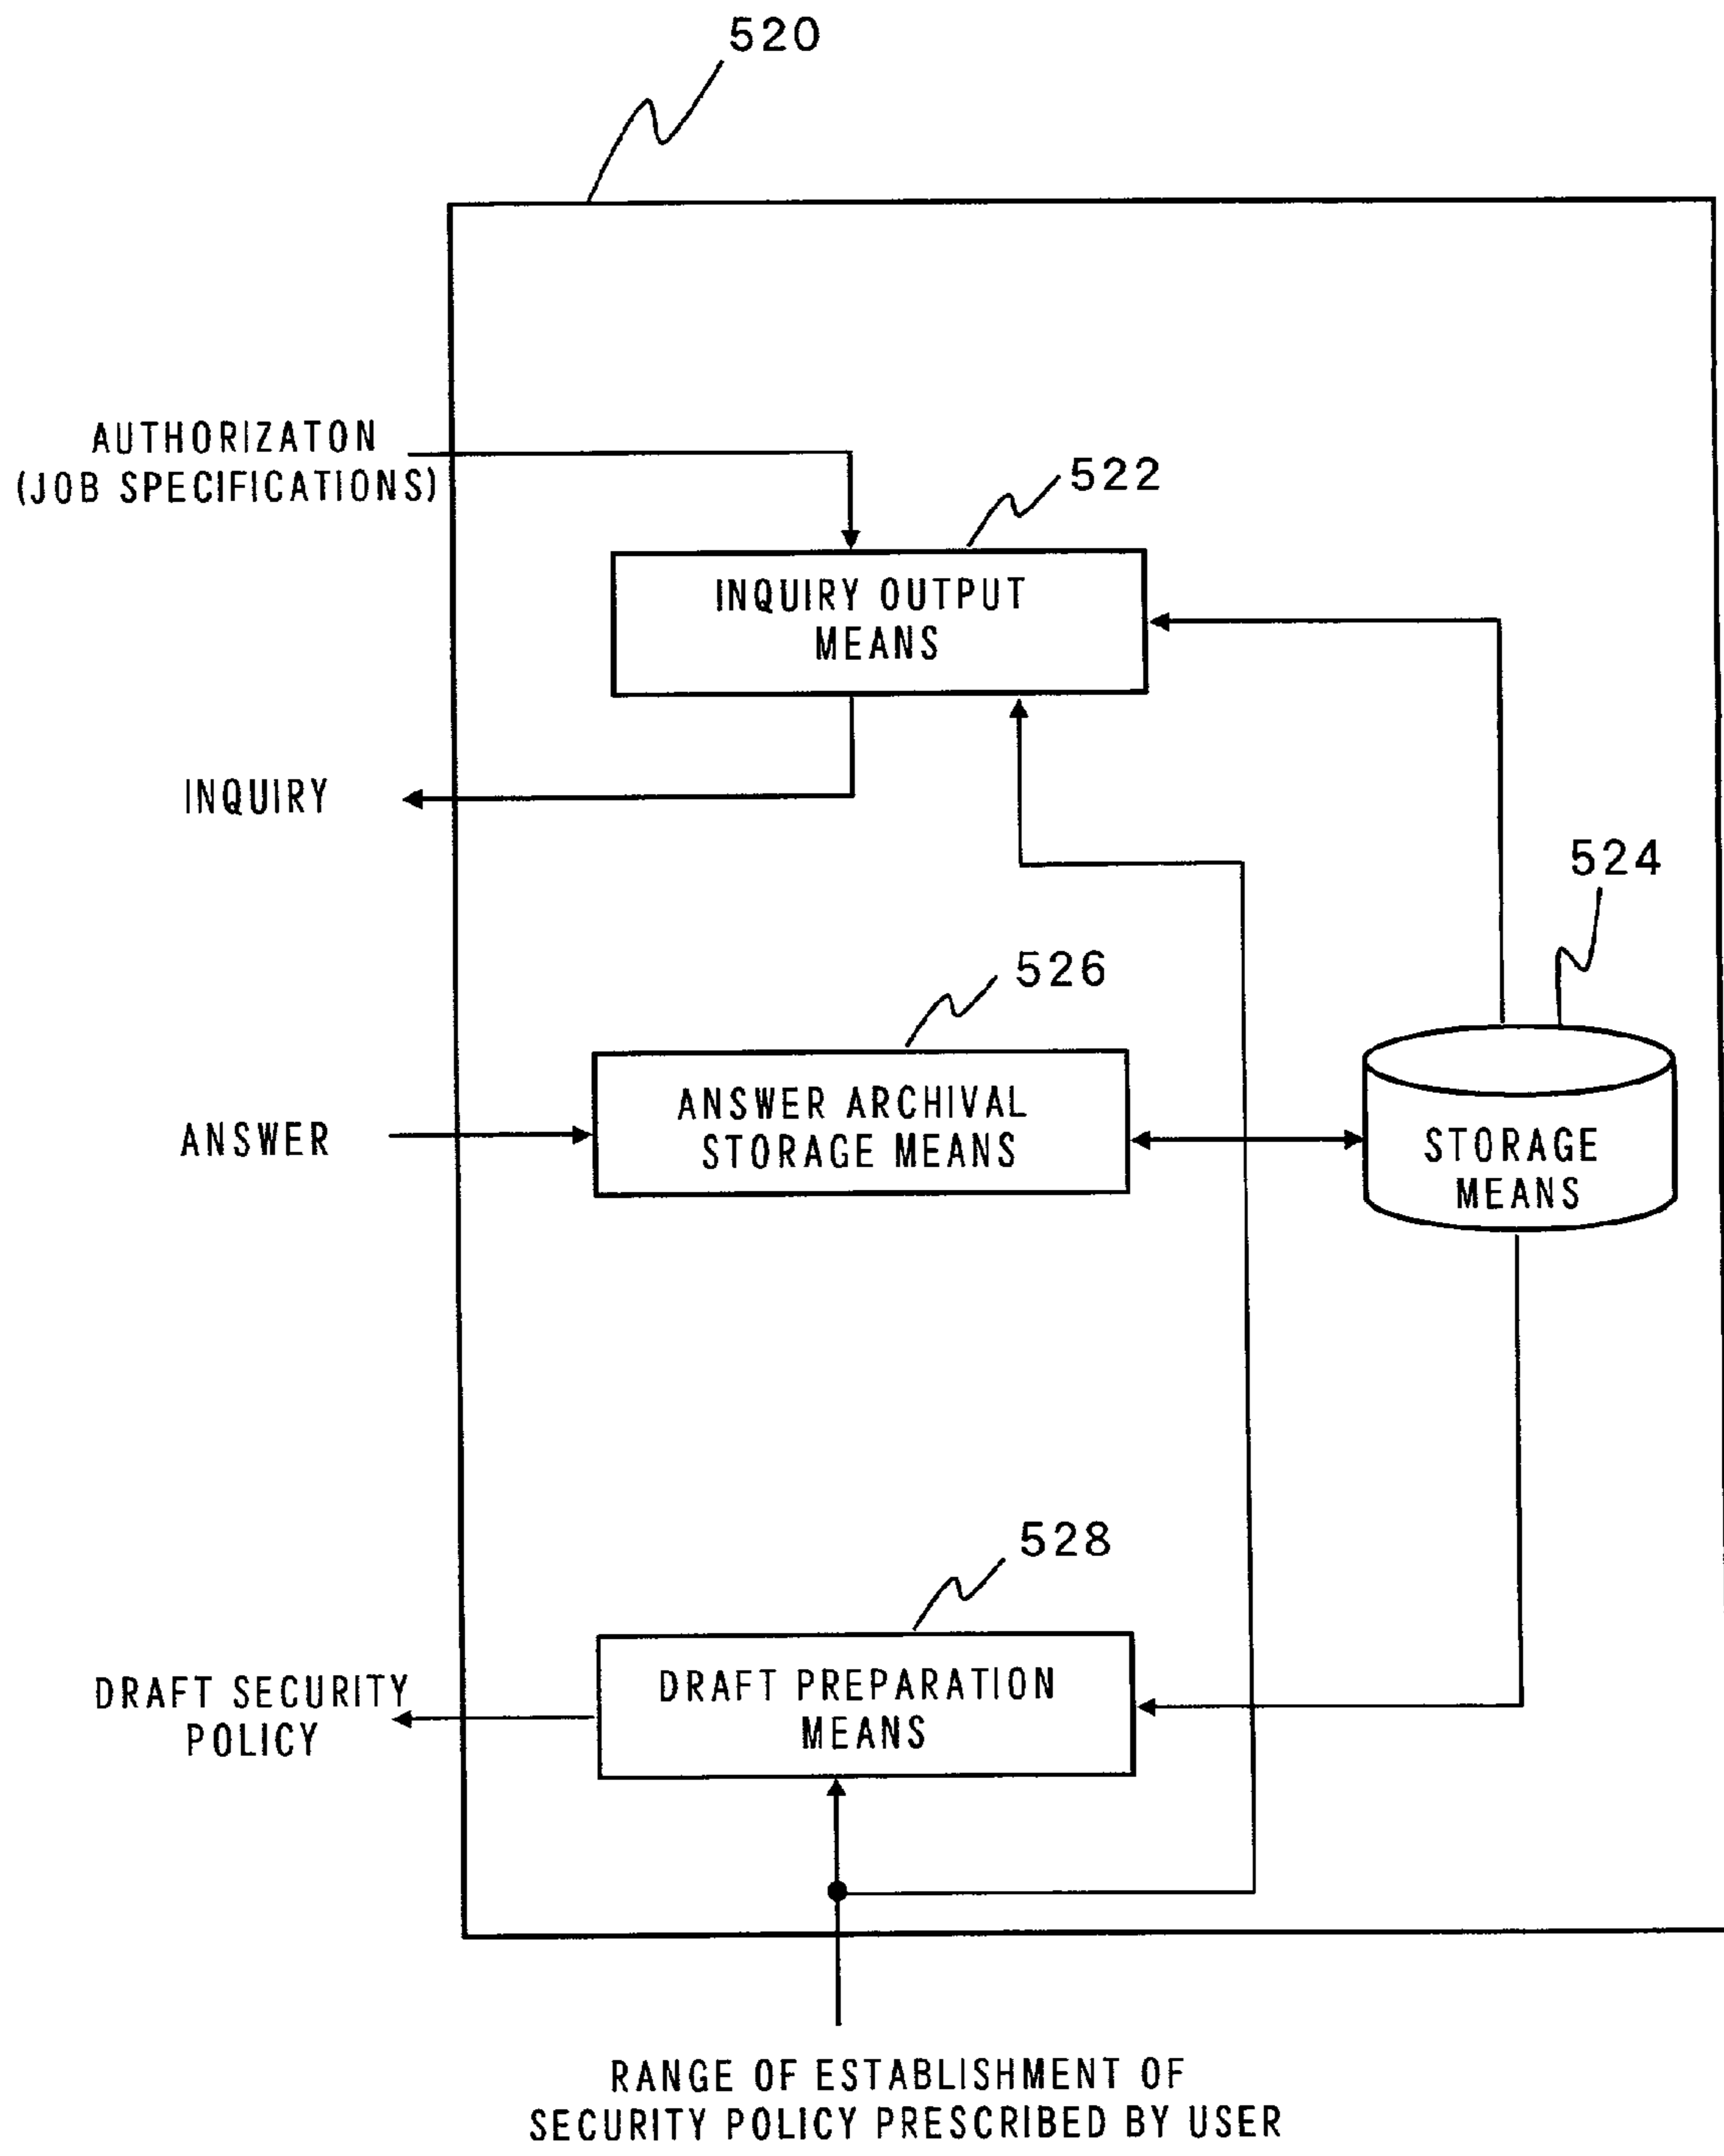 520
AUTHORIZATON
(JOB SPECIFICATIONS)
522
INQUIRY OUTPUT
MEANS
INQUIRY
524
526
ANSWER ARCHIVAL
STORAGE MEANS
ANSWER
STORAGE
MEANS
528
DRAFT PREPARATION
MEANS
DRAFT SECURITY
POLICY
RANGE OF ESTABLISHMENT OF
SECURITY POLICY PRESCRIBED BY USER